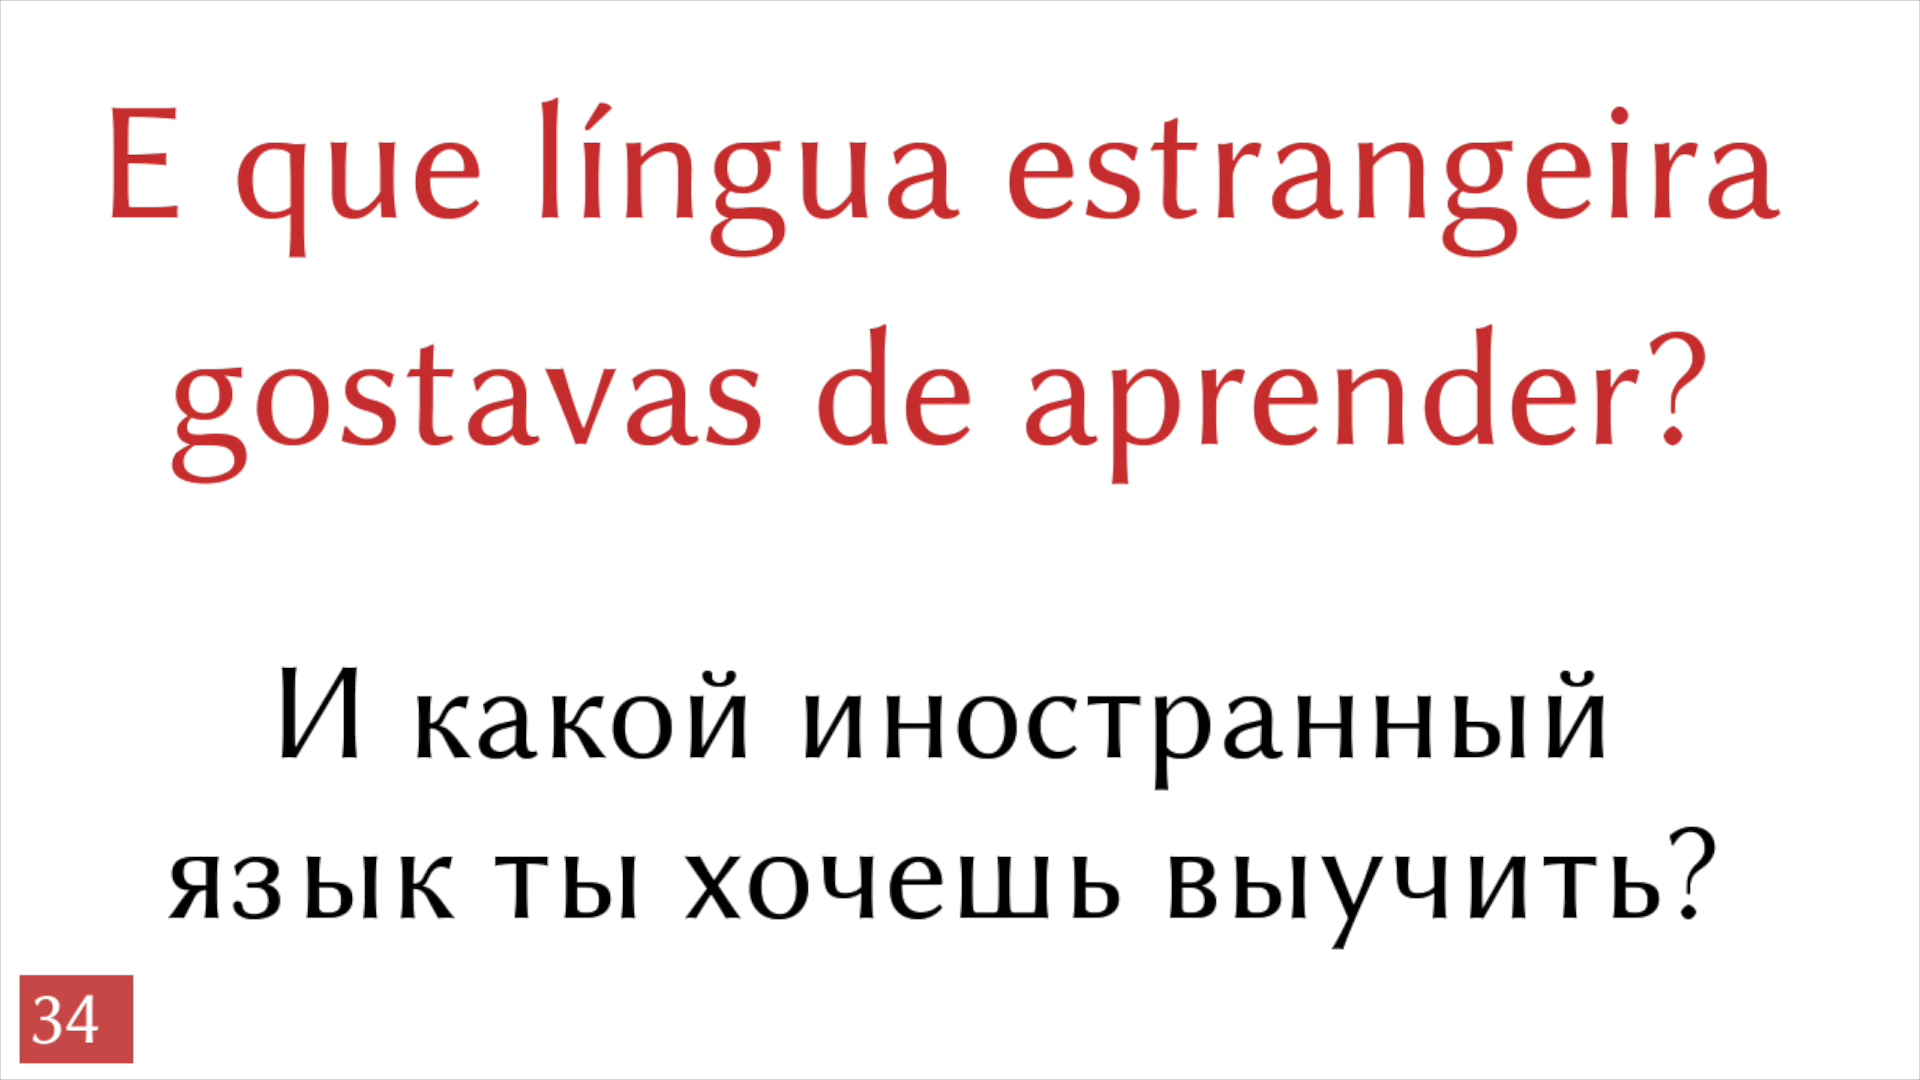 E que língua estrangeira
gostavas de aprender?
И какой иностранный
язык ты хочешь выучить?
34